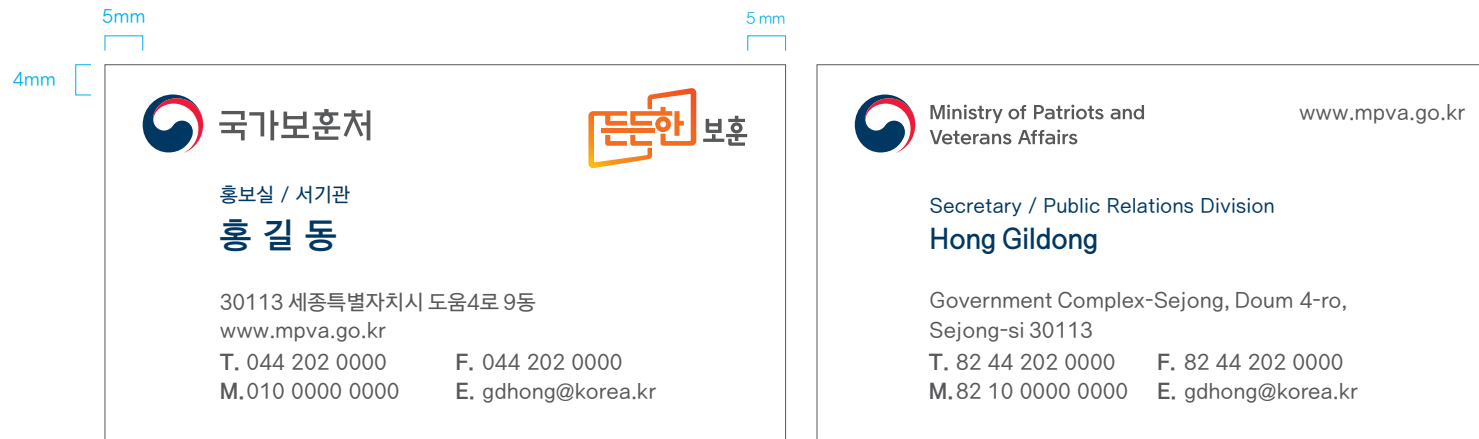 5mm
5 mm
4mm
국가보훈처
든든한 보훈
홍보실 / 서기관
홍 길 동
30113 세종특별자치시 도움4로 9동
www.mpva.go.kr
T. 044 202 0000 F. 044 202 0000
M. 010 0000 0000 E. gdhong@korea.kr
Ministry of Patriots and
Veterans Affairs
www.mpva.go.kr
Secretary / Public Relations Division
Hong Gildong
Government Complex-Sejong, Doum 4-ro,
Sejong-si 30113
T. 82 44 202 0000 F. 82 44 202 0000
M. 82 10 0000 0000 E. gdhong@korea.kr